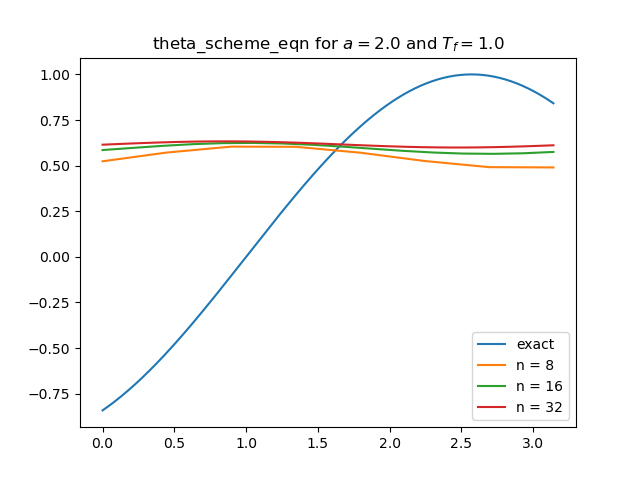 theta_scheme_eqn for a = 2.0 and T_f = 1.0
1.00
0.75
0.50
0.25
0.00
−0.25
−0.50
−0.75
exact
n = 8
n = 16
n = 32
0.0 0.5 1.0 1.5 2.0 2.5 3.0